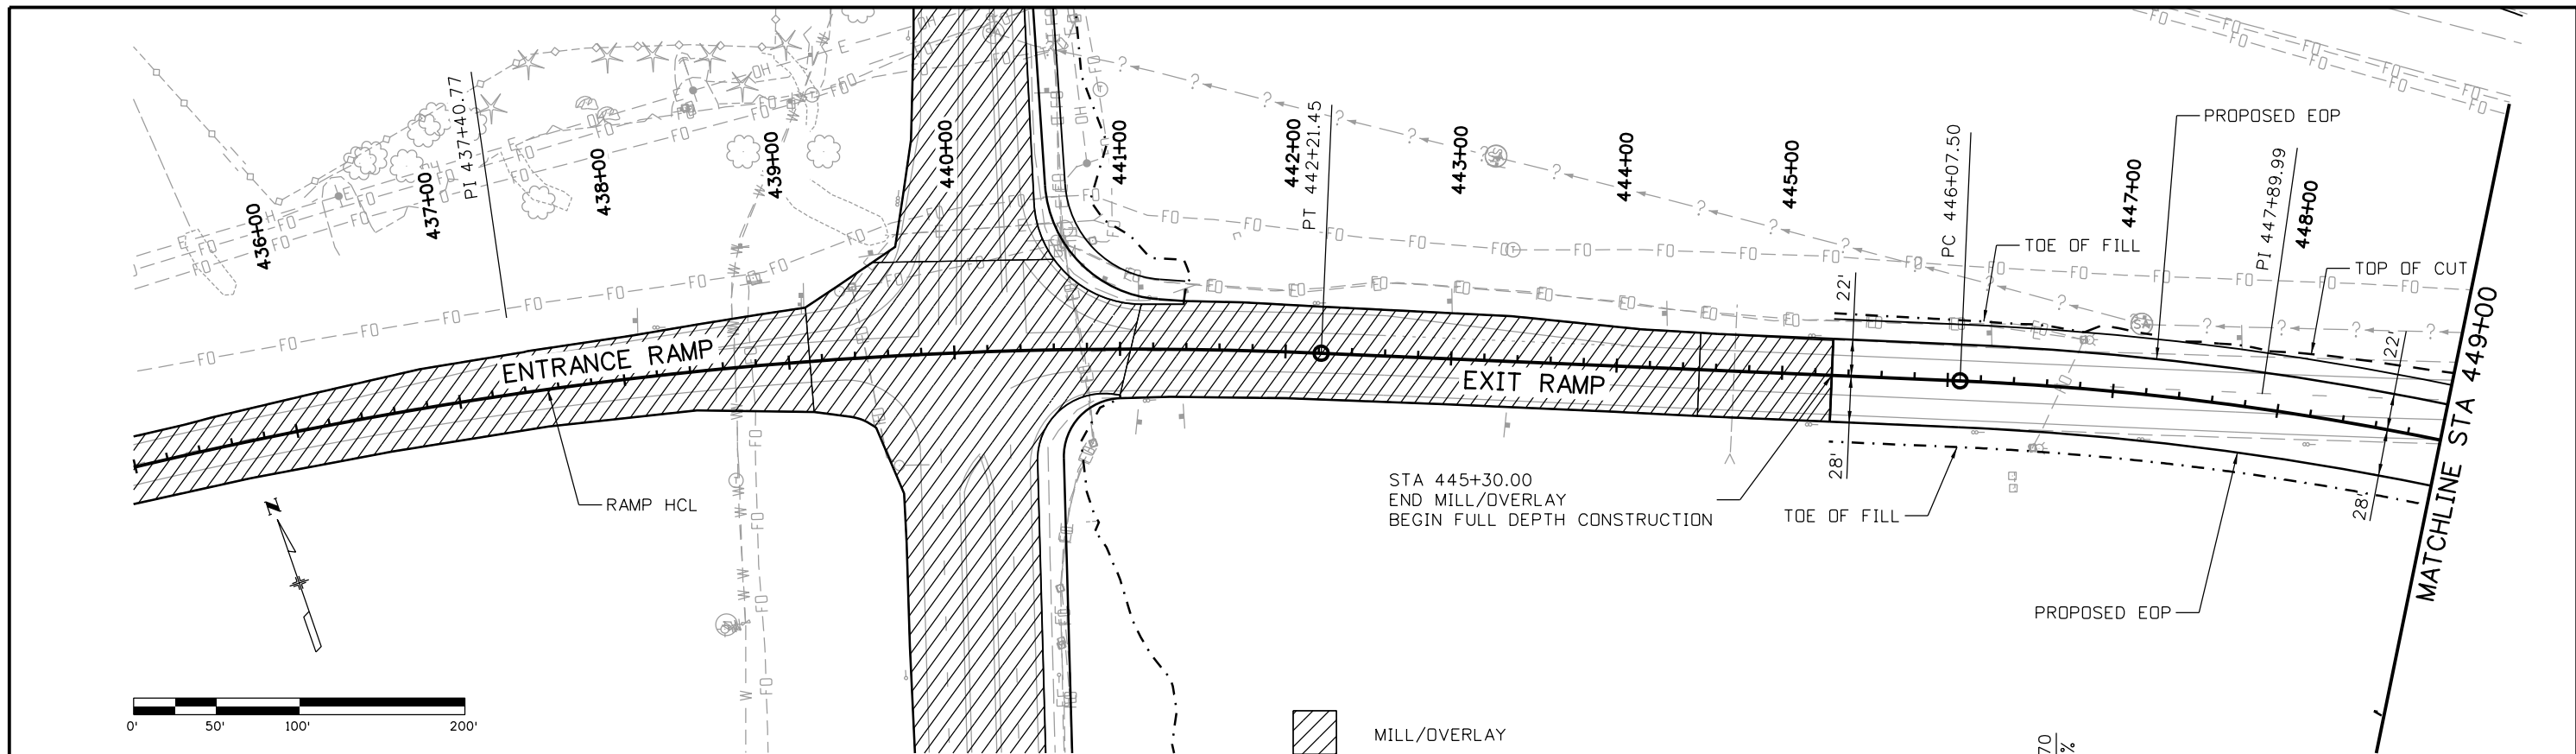 PI 437+40.77
436+00
437+00
438+00
439+00
440+00
441+00
442+00
PT 442+21.45
443+00
444+00
445+00
PC 446+07.50
447+00
PI 447+89.99
448+00
PROPOSED EOP
TOE OF FILL
TOP OF CUT
22'
22'
28'
28'
ENTRANCE RAMP
EXIT RAMP
RAMP HCL
N
STA 445+30.00
END MILL/OVERLAY
BEGIN FULL DEPTH CONSTRUCTION
TOE OF FILL
PROPOSED EOP
MATCHLINE STA 449+00
0' 50' 100' 200'
MILL/OVERLAY
70
%